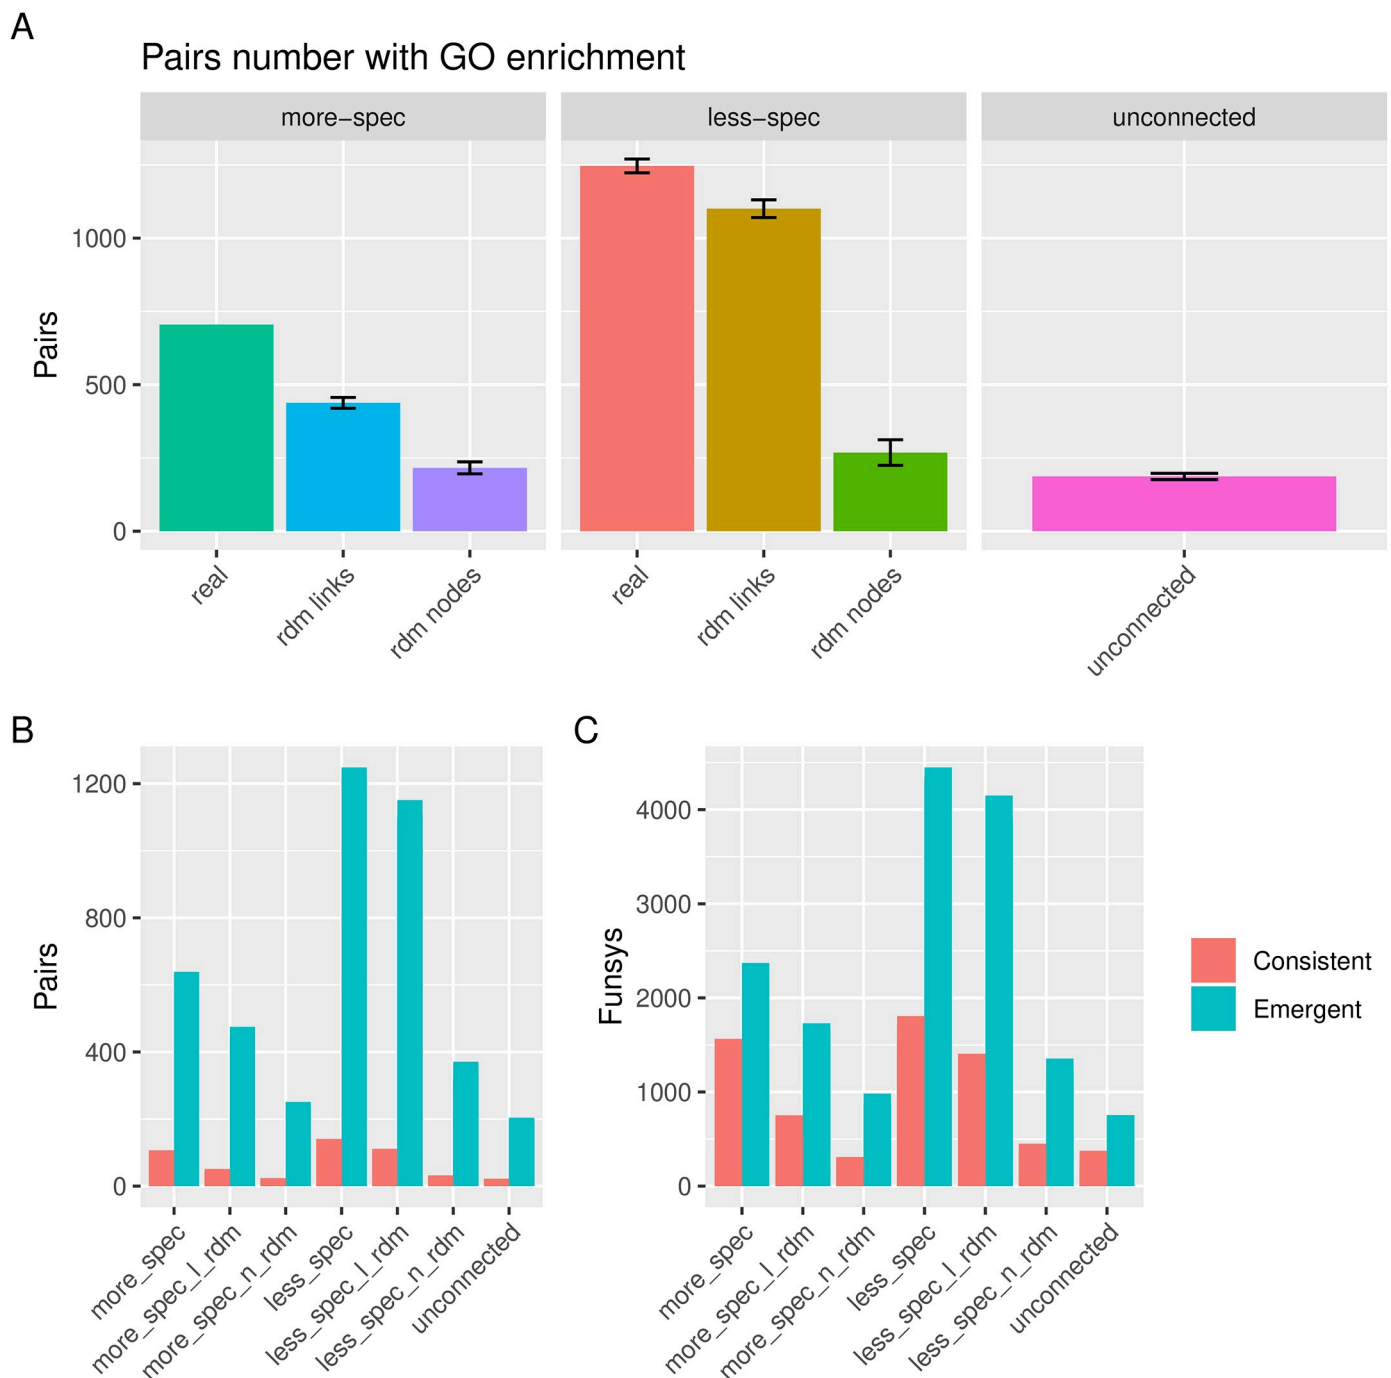 A
Pairs number with GO enrichment
more−spec
less−spec
unconnected
Pairs
1000
500
0
real
rdm links
rdm nodes
real
rdm links
rdm nodes
unconnected
B
Pairs
1200
800
400
0
more_spec
more_spec_l_rdm
more_spec_n_rdm
less_spec
less_spec_l_rdm
less_spec_n_rdm
unconnected
C
Funsys
4000
3000
2000
1000
0
more_spec
more_spec_l_rdm
more_spec_n_rdm
less_spec
less_spec_l_rdm
less_spec_n_rdm
unconnected
Consistent
Emergent